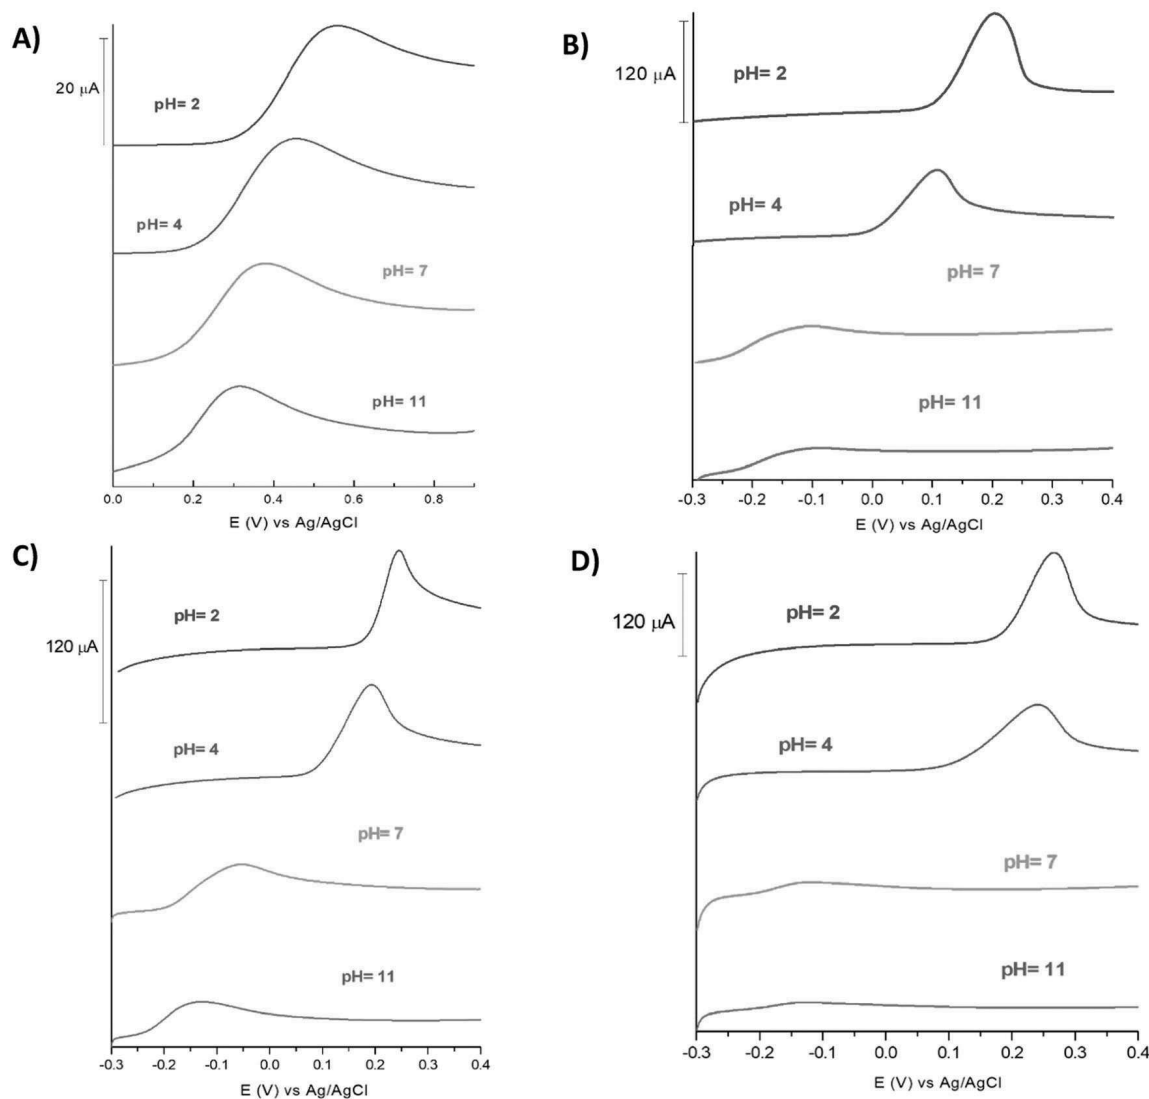 A)
20 μA
pH= 2
pH= 4
pH= 7
pH= 11
0.0 0.2 0.4 0.6 0.8
E (V) vs Ag/AgCl
B)
120 μA
pH= 2
pH= 4
pH= 7
pH= 11
-0.3 -0.2 -0.1 0.0 0.1 0.2 0.3 0.4
E (V) vs Ag/AgCl
C)
120 μA
pH= 2
pH= 4
pH= 7
pH= 11
-0.3 -0.2 -0.1 0.0 0.1 0.2 0.3 0.4
E (V) vs Ag/AgCl
D)
120 μA
pH= 2
pH= 4
pH= 7
pH= 11
-0.3 -0.2 -0.1 0.0 0.1 0.2 0.3 0.4
E (V) vs Ag/AgCl